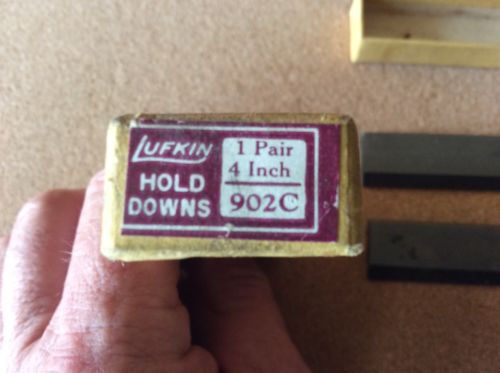 LUFKIN
HOLD
DOWNS
1 Pair
4 Inch
902C